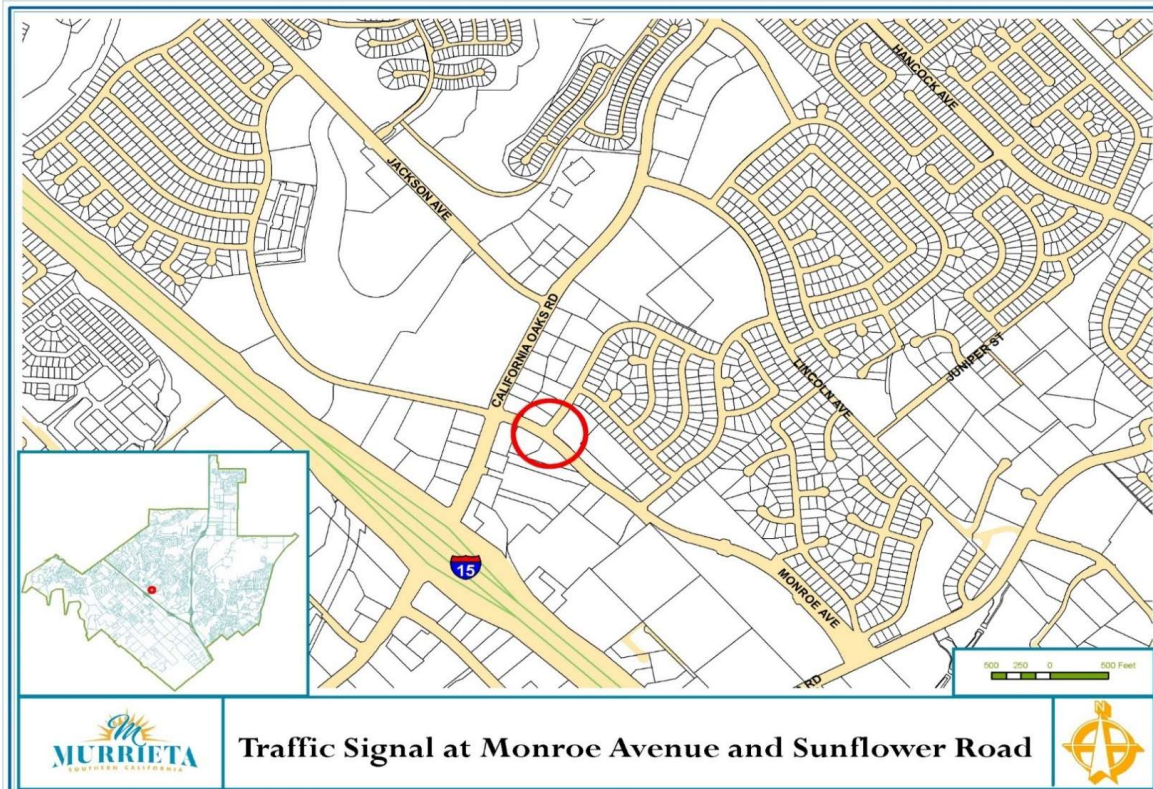 HANCOCK AVE
JACKSON AVE
CALIFORNIA OAKS RD
LINCOLN AVE
JUNIPER ST
15
MONROE AVE
RD
500 250 0 500 Feet
M
MURRIETA
SOUTHERN CALIFORNIA
Traffic Signal at Monroe Avenue and Sunflower Road
N